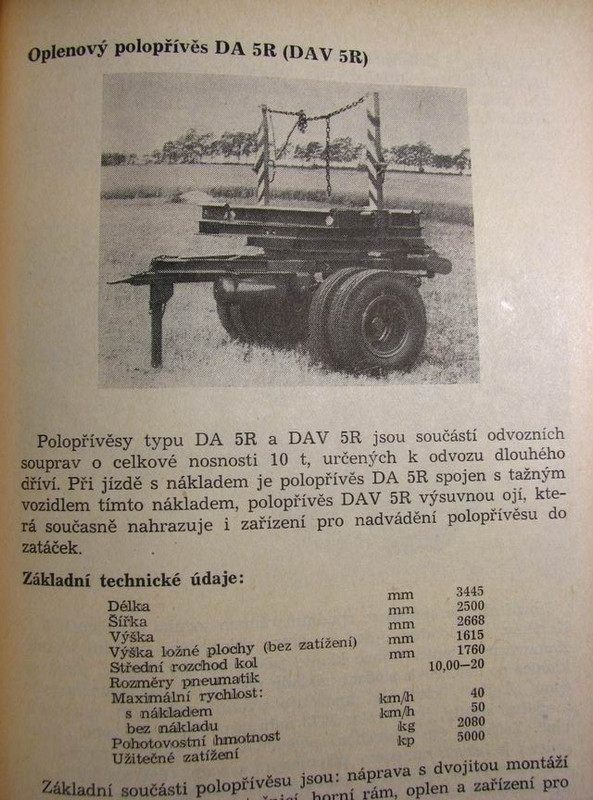 Oplenový polopřívěs DA 5R (DAV 5R)
Polopřívěsy typu DA 5R a DAV 5R jsou součástí odvozních
souprav o celkové nosnosti 10 t, určených k odvozu dlouhého
dříví. Při jízdě s nákladem je polopřívěs DA 5R spojen s tažným
vozidlem tímto nákladem, polopřívěs DAV 5R výsuvnou ojí, kte-
rá současně nahrazuje i zařízení pro nadvádění polopřívěsu do
zatáček.
Základní technické údaje:
Délka mm 3445
Šířka mm 2500
Výška mm 2668
Výška ložné plochy (bez zatížení) mm 1615
Střední rozchod kol mm 1760
Rozměry pneumatik 10,00—20
Maximální rychlost:
s nákladem km/h 40
bez nákladu km/h 50
Pohotovostní hmotnost kg 2080
Užitečné zatížení kp 5000
Základní součásti polopřívěsu jsou: náprava s dvojitou montáží
horní rám, oplen a zařízení pro